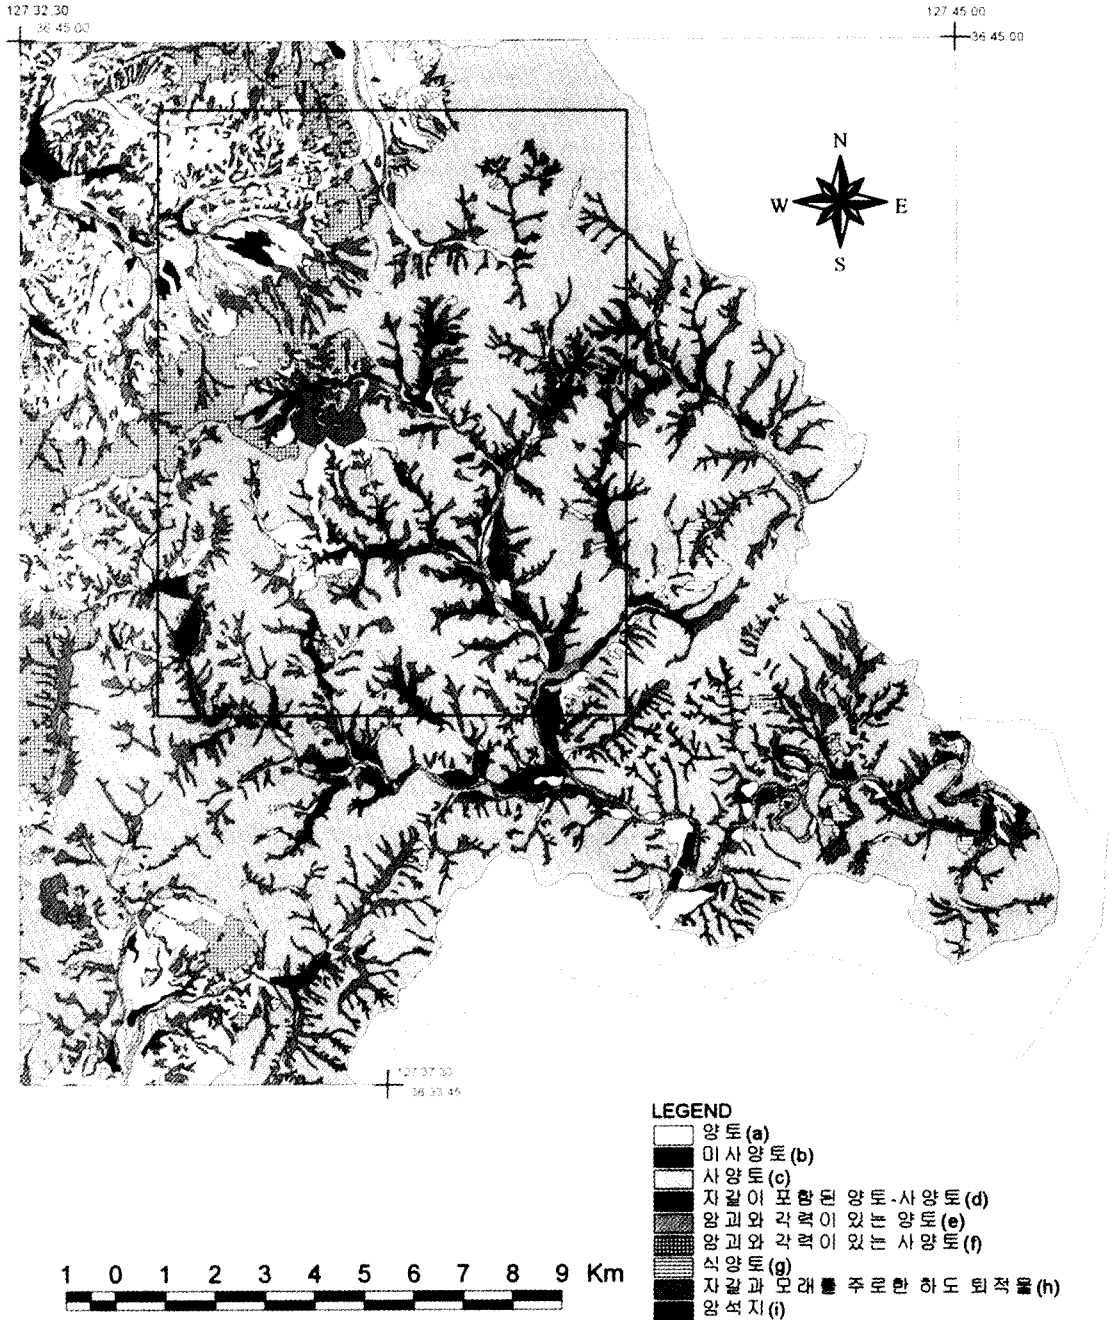 127 32.30
36 45.00
127 45.00
36 45.00
N
W E
S
127 37.30
36 33.45
LEGEND
양토(a)
미사양토(b)
사양토(c)
자갈이 포함된 양토-사양토(d)
암괴와 각력이 있는 양토(e)
암괴와 각력이 있는 사양토(f)
식양토(g)
자갈과 모래를 주로한 하도 퇴적물(h)
암석지(i)
1 0 1 2 3 4 5 6 7 8 9 Km